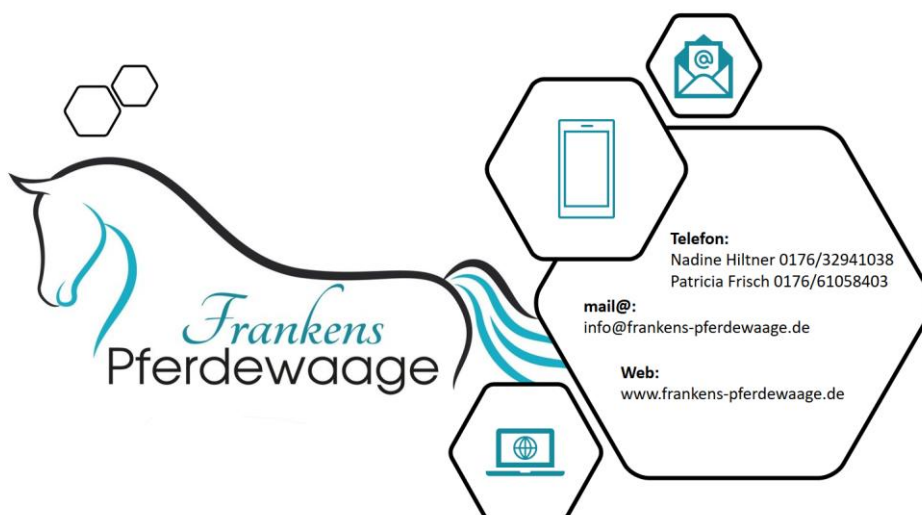 Frankens
Pferdewaage
Telefon:
Nadine Hiltner 0176/32941038
Patricia Frisch 0176/61058403
mail@:
info@frankens-pferdewaage.de
Web:
www.frankens-pferdewaage.de
@